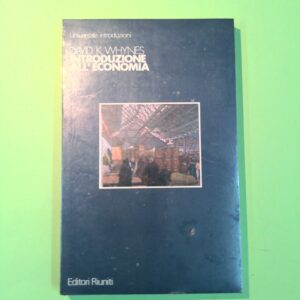 Universale introduzioni
DAVID K. WHYNES
INTRODUZIONE
ALL'ECONOMIA
Editori Riuniti